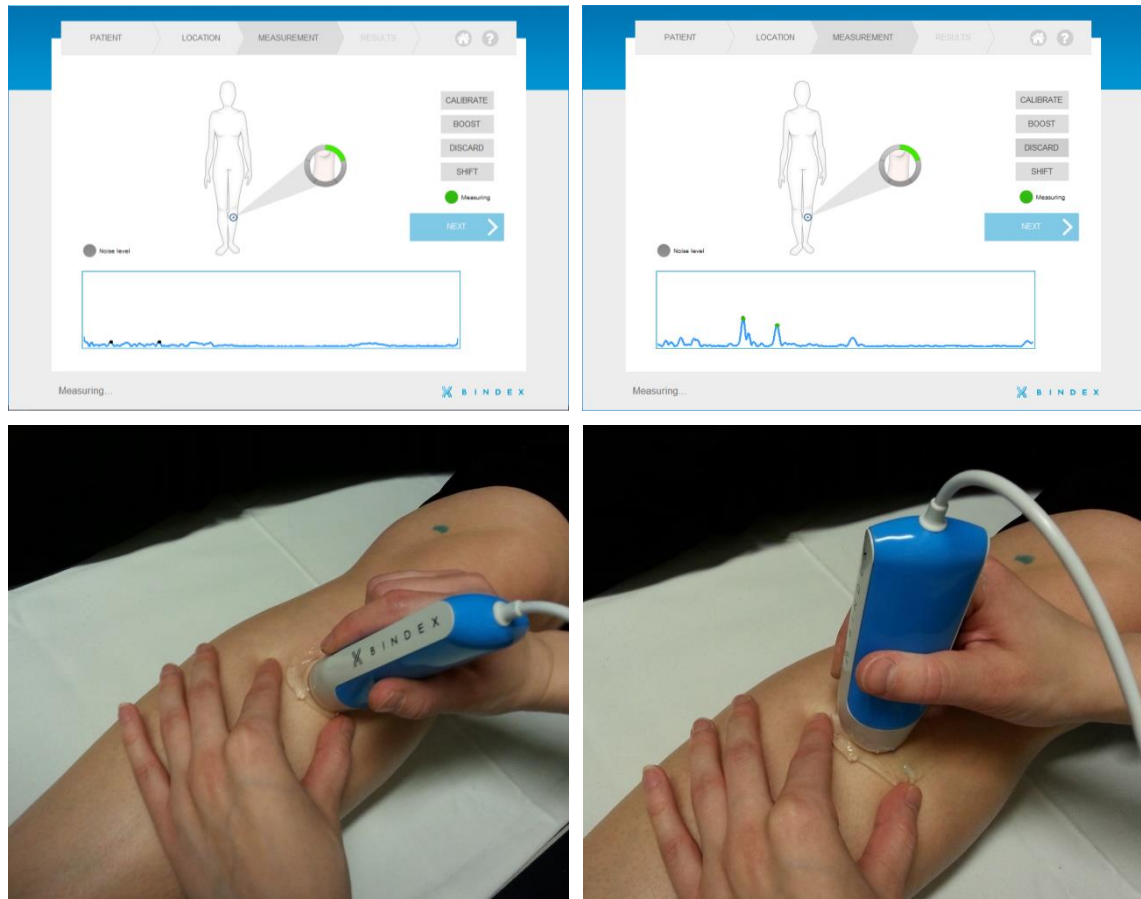 PATIENT LOCATION MEASUREMENT RESULTS ?
CALIBRATE
BOOST
DISCARD
SHIFT
Measuring
NEXT
Noise level
Measuring...
BINDEX
PATIENT LOCATION MEASUREMENT RESULTS ?
CALIBRATE
BOOST
DISCARD
SHIFT
Measuring
NEXT
Noise level
Measuring...
BINDEX
BINDEX